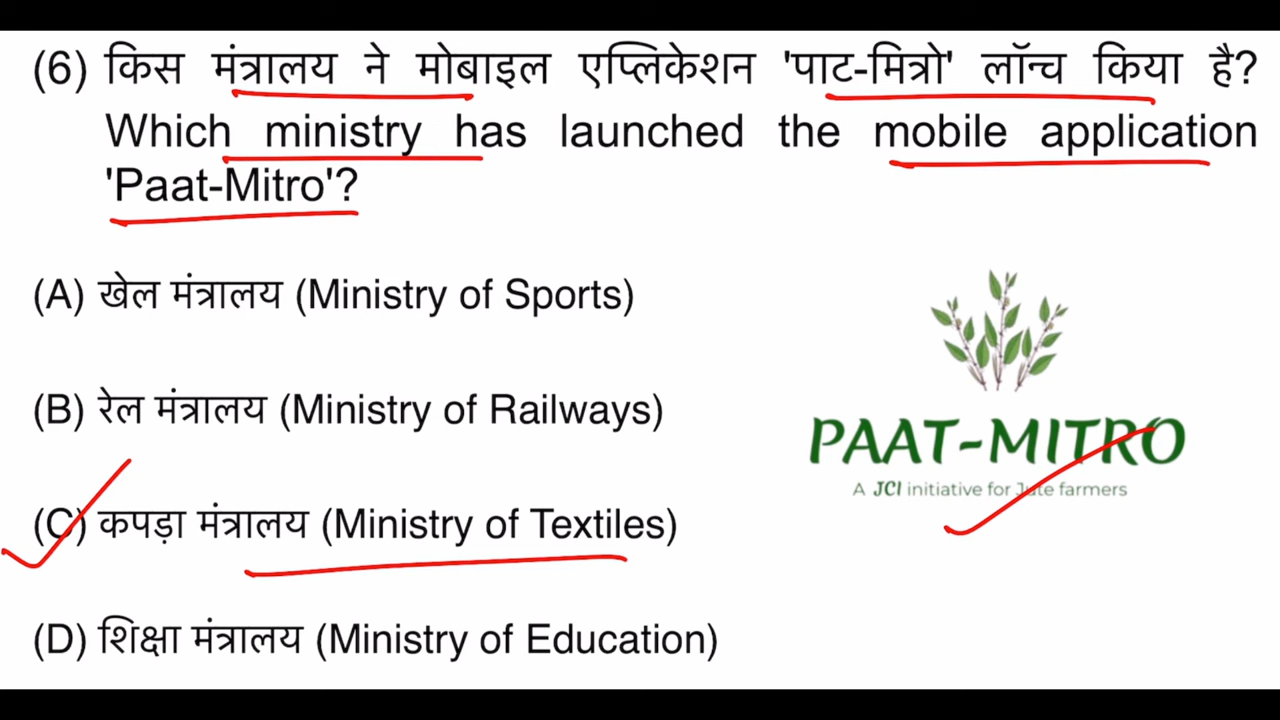 (6) किस मंत्रालय ने मोबाइल एप्लिकेशन 'पाट-मित्रो' लॉन्च किया है?
Which ministry has launched the mobile application
'Paat-Mitro'?
(A) खेल मंत्रालय (Ministry of Sports)
(B) रेल मंत्रालय (Ministry of Railways)
(C) कपड़ा मंत्रालय (Ministry of Textiles)
(D) शिक्षा मंत्रालय (Ministry of Education)
PAAT-MITRO
A JCI initiative for Jute farmers